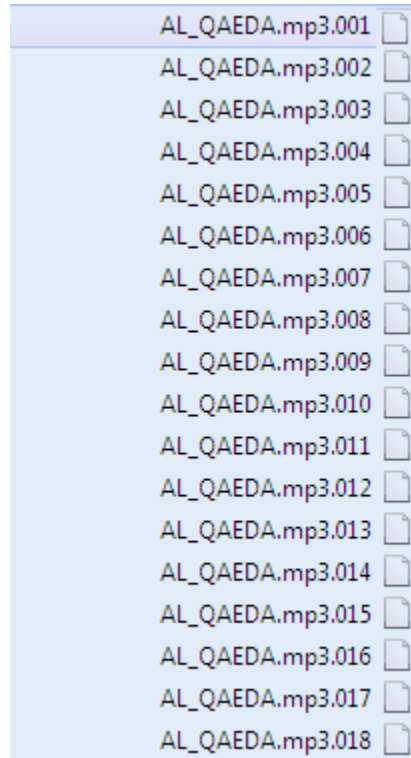 AL_QAEDA.mp3.001
AL_QAEDA.mp3.002
AL_QAEDA.mp3.003
AL_QAEDA.mp3.004
AL_QAEDA.mp3.005
AL_QAEDA.mp3.006
AL_QAEDA.mp3.007
AL_QAEDA.mp3.008
AL_QAEDA.mp3.009
AL_QAEDA.mp3.010
AL_QAEDA.mp3.011
AL_QAEDA.mp3.012
AL_QAEDA.mp3.013
AL_QAEDA.mp3.014
AL_QAEDA.mp3.015
AL_QAEDA.mp3.016
AL_QAEDA.mp3.017
AL_QAEDA.mp3.018